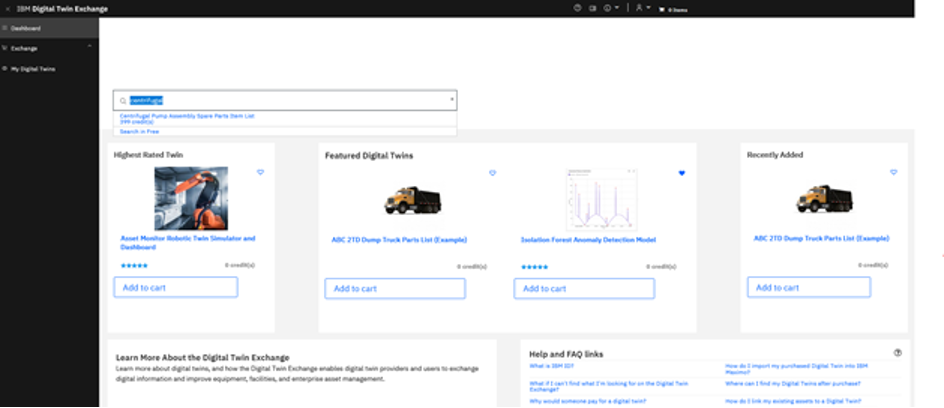 IBM Digital Twin Exchange
0 items
Dashboard
Exchange
My Digital Twins
centrifugal
Centrifugal Pump Assembly Spare Parts Item List
399 credit(s)
Search in Free
Highest Rated Twin
Asset Monitor Robotic Twin Simulator and
Dashboard
0 credit(s)
Add to cart
Featured Digital Twins
ABC 2TD Dump Truck Parts List (Example)
0 credit(s)
Add to cart
Isolation Forest Anomaly Detection Model
0 credit(s)
Add to cart
Recently Added
ABC 2TD Dump Truck Parts List (Example)
0 credit(s)
Add to cart
Learn More About the Digital Twin Exchange
Learn more about digital twins, and how the Digital Twin Exchange enables digital twin providers and users to exchange
digital information and improve equipment, facilities, and enterprise asset management.
Help and FAQ links
What is IBM ID?
What if I can't find what I'm looking for on the Digital Twin
Exchange?
Why would someone pay for a digital twin?
How do I import my purchased Digital Twin into IBM
Maximo?
Where can I find my Digital Twins after purchase?
How do I link my existing assets to a Digital Twin?